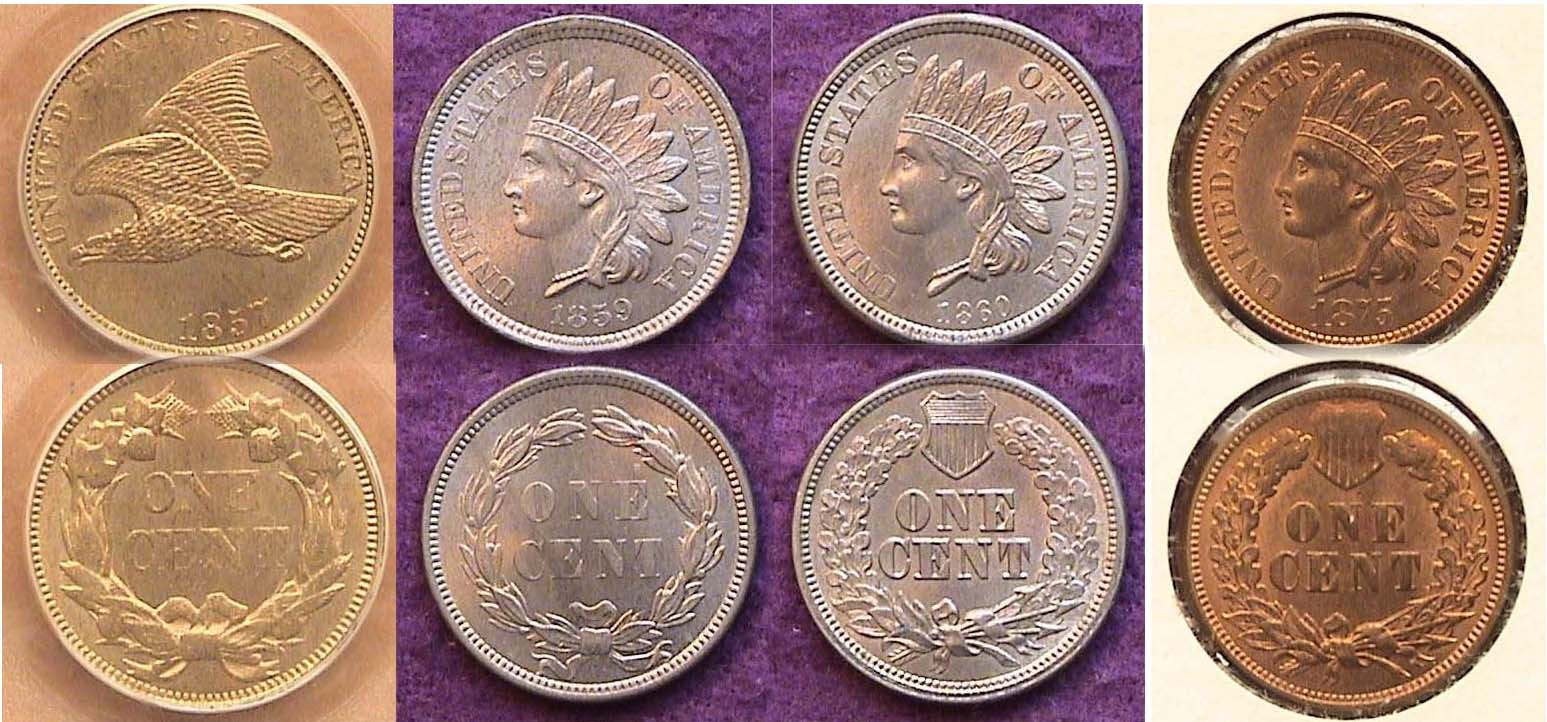 UNITED STATES OF AMERICA
1857
UNITED STATES OF AMERICA
1859
UNITED STATES OF AMERICA
1860
UNITED STATES OF AMERICA
1875
ONE
CENT
ONE
CENT
ONE
CENT
ONE
CENT